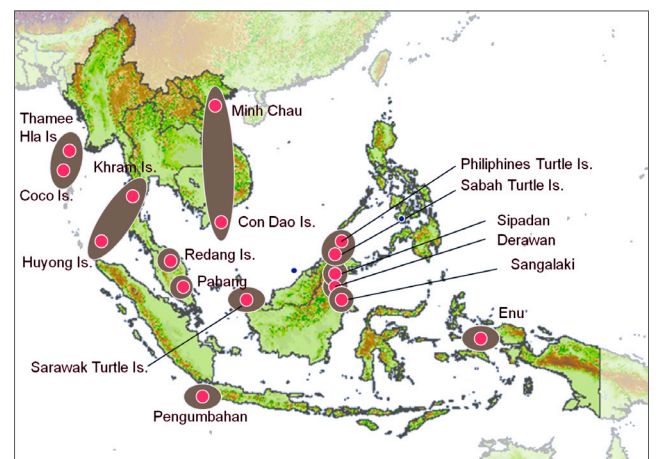 Minh Chau
Thamee
Hla Is.
Khram Is.
Philiphines Turtle Is.
Sabah Turtle Is.
Coco Is.
Con Dao Is.
Sipadan
Derawan
Huyong Is.
Redang Is.
Sangalaki
Pahang
Enu
Sarawak Turtle Is.
Pengumbahan